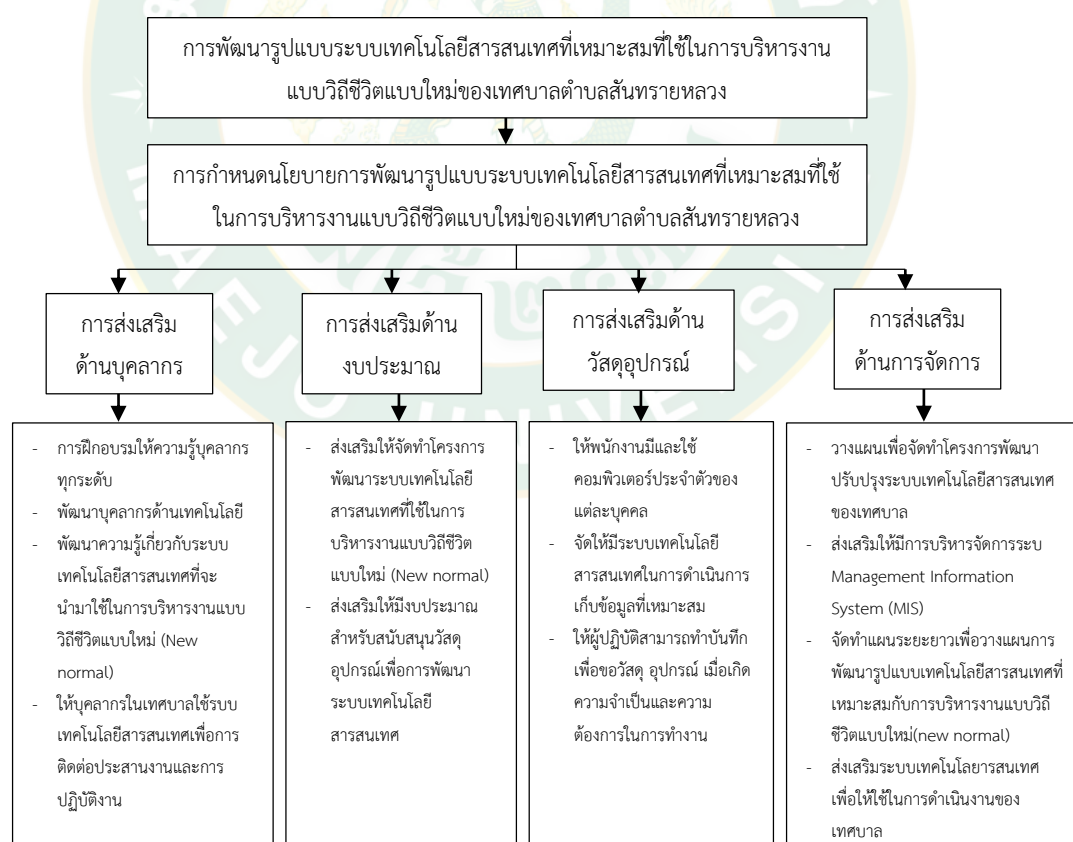 การพัฒนารูปแบบระบบเทคโนโลยีสารสนเทศที่เหมาะสมที่ใช้ในการบริหารงาน
แบบวิถีชีวิตแบบใหม่ของเทศบาลตำบลสันทรายหลวง
การกำหนดนโยบายการพัฒนารูปแบบระบบเทคโนโลยีสารสนเทศที่เหมาะสมที่ใช้
ในการบริหารงานแบบวิถีชีวิตแบบใหม่ของเทศบาลตำบลสันทรายหลวง
การส่งเสริม
ด้านบุคลากร
การส่งเสริมด้าน
งบประมาณ
การส่งเสริมด้าน
วัสดุอุปกรณ์
การส่งเสริม
ด้านการจัดการ
- การฝึกอบรมให้ความรู้บุคลากร
ทุกระดับ
- พัฒนาบุคลากรด้านเทคโนโลยี
- พัฒนาความรู้เกี่ยวกับระบบ
เทคโนโลยีสารสนเทศที่จะ
นำมาใช้ในการบริหารงานแบบ
วิถีชีวิตแบบใหม่ (New
normal)
- ให้บุคลากรในเทศบาลใช้รบบ
เทคโนโลยีสารสนเทศเพื่อการ
ติดต่อประสานงานและการ
ปฏิบัติงาน
- ส่งเสริมให้จัดทำโครงการ
พัฒนาระบบเทคโนโลยี
สารสนเทศที่ใช้ในการ
บริหารงานแบบวิถีชีวิต
แบบใหม่ (New normal)
- ส่งเสริมให้มีงบประมาณ
สำหรับสนับสนุนวัสดุ
อุปกรณ์เพื่อการพัฒนา
ระบบเทคโนโลยี
สารสนเทศ
- ให้พนักงานมีและใช้
คอมพิวเตอร์ประจำตัวของ
แต่ละบุคคล
- จัดให้มีระบบเทคโนโลยี
สารสนเทศในการดำเนินการ
เก็บข้อมูลที่เหมาะสม
- ให้ผู้ปฏิบัติสามารถทำบันทึก
เพื่อขอวัสดุ อุปกรณ์ เมื่อเกิด
ความจำเป็นและความ
ต้องการในการทำงาน
- วางแผนเพื่อจัดทำโครงการพัฒนา
ปรับปรุงระบบเทคโนโลยีสารสนเทศ
ของเทศบาล
- ส่งเสริมให้มีการบริหารจัดการระบ
Management Information
System (MIS)
- จัดทำแผนระยะยาวเพื่อวางแผนการ
พัฒนารูปแบบเทคโนโลยีสารสนเทศที่
เหมาะสมกับการบริหารงานแบบวิถี
ชีวิตแบบใหม่(new normal)
- ส่งเสริมระบบเทคโนโลยารสนเทศ
เพื่อให้ใช้ในการดำเนินงานของ
เทศบาล